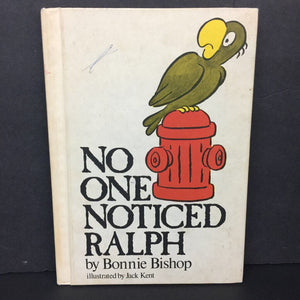 NO
ONE
NOTICED
RALPH
by Bonnie Bishop
illustrated by Jack Kent